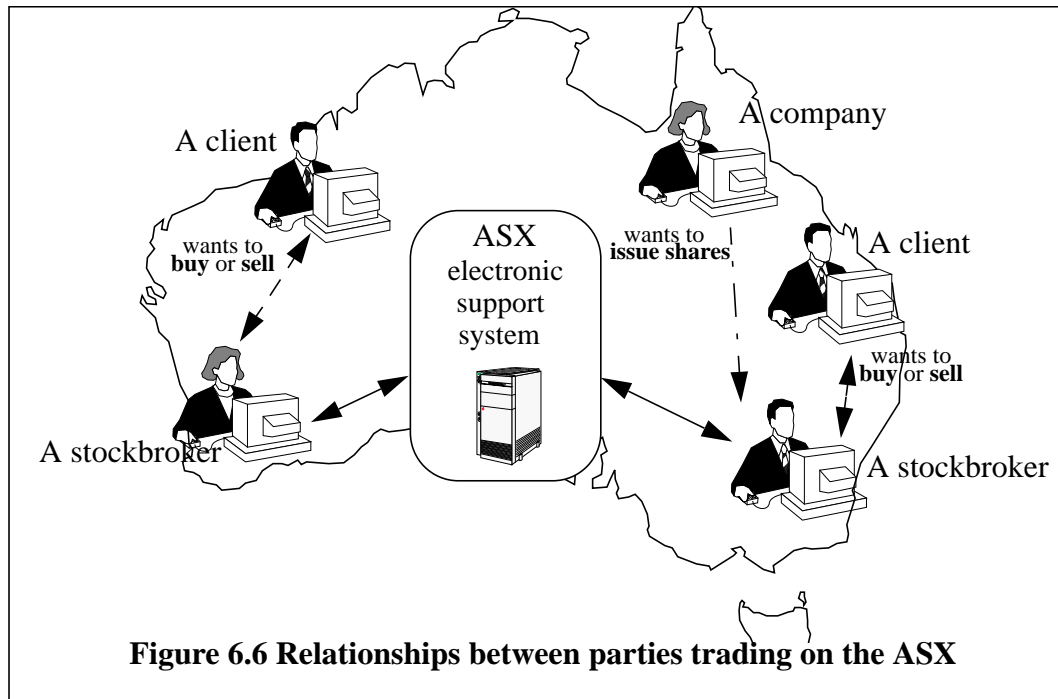 A company
A client
wants to
buy or sell
ASX
electronic
support
system
wants to
issue shares
A client
wants to
buy or sell
A stockbroker
A stockbroker
Figure 6.6 Relationships between parties trading on the ASX